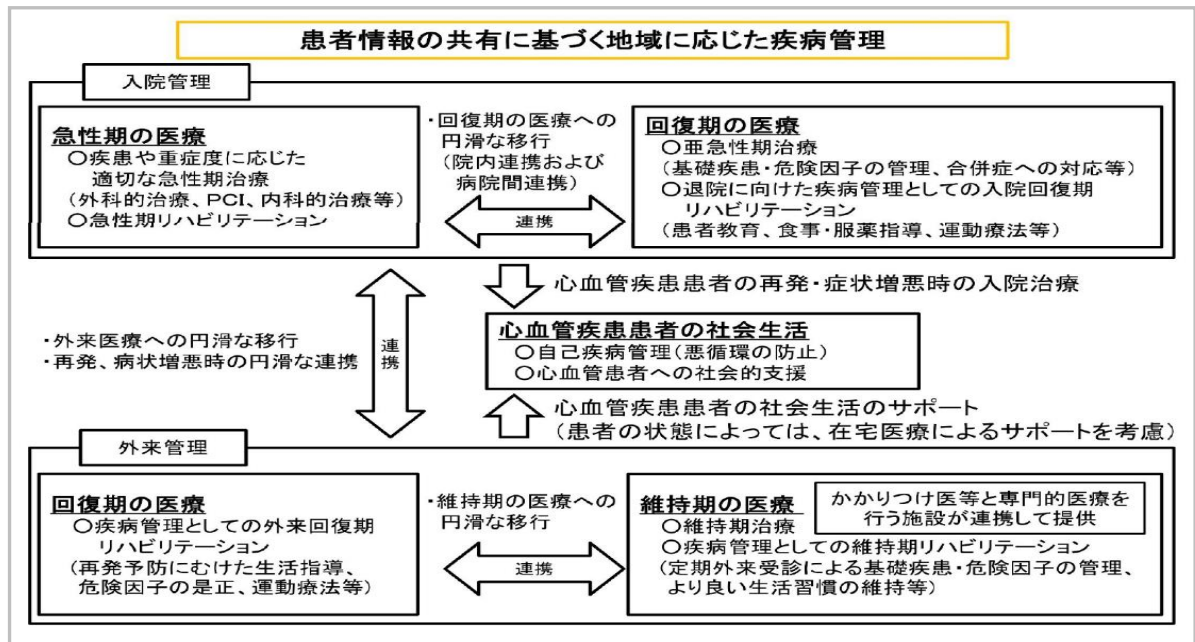 患者情報の共有に基づく地域に応じた疾病管理
入院管理
急性期の医療
○疾患や重症度に応じた
適切な急性期治療
(外科的治療、PCI、内科的治療等)
○急性期リハビリテーション
・回復期の医療への
円滑な移行
(院内連携および
病院間連携)
連携
回復期の医療
○亜急性期治療
(基礎疾患・危険因子の管理、合併症への対応等)
○退院に向けた疾病管理としての入院回復期
リハビリテーション
(患者教育、食事・服薬指導、運動療法等)
心血管疾患患者の再発・症状増悪時の入院治療
・外来医療への円滑な移行
・再発、病状増悪時の円滑な連携
連携
心血管疾患患者の社会生活
○自己疾病管理(悪循環の防止)
○心血管患者への社会的支援
心血管疾患患者の社会生活のサポート
(患者の状態によっては、在宅医療によるサポートを考慮)
外来管理
回復期の医療
○疾病管理としての外来回復期
リハビリテーション
(再発予防にむけた生活指導、
危険因子の是正、運動療法等)
・維持期の医療への
円滑な移行
連携
維持期の医療
かかりつけ医等と専門的医療を
行う施設が連携して提供
○維持期治療
○疾病管理としての維持期リハビリテーション
(定期外来受診による基礎疾患・危険因子の管理、
より良い生活習慣の維持等)